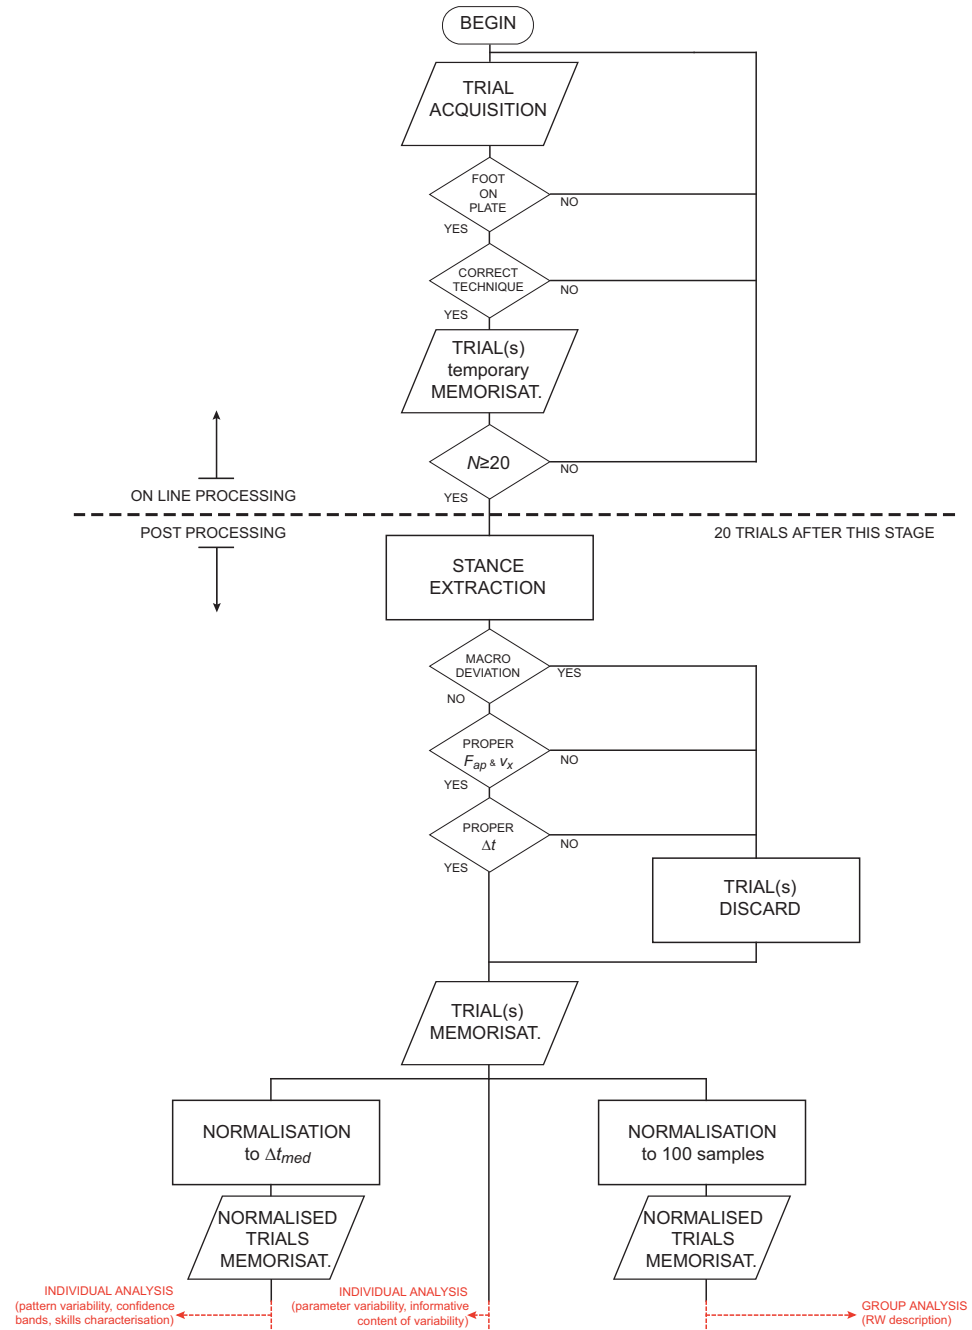 BEGIN
TRIAL
ACQUISITION
FOOT
ON
PLATE
NO
YES
CORRECT
TECHNIQUE
NO
YES
TRIAL(s)
temporary
MEMORISAT.
N≥20
NO
YES
ON LINE PROCESSING
POST PROCESSING
20 TRIALS AFTER THIS STAGE
STANCE
EXTRACTION
MACRO
DEVIATION
YES
NO
PROPER
Fap & vx
NO
YES
PROPER
Δt
NO
YES
TRIAL(s)
DISCARD
TRIAL(s)
MEMORISAT.
NORMALISATION
to Δtmed
NORMALISATION
to 100 samples
NORMALISED
TRIALS
MEMORISAT.
NORMALISED
TRIALS
MEMORISAT.
INDIVIDUAL ANALYSIS
(pattern variability, confidence
bands, skills characterisation)
INDIVIDUAL ANALYSIS
(parameter variability, informative
content of variability)
GROUP ANALYSIS
(RW description)